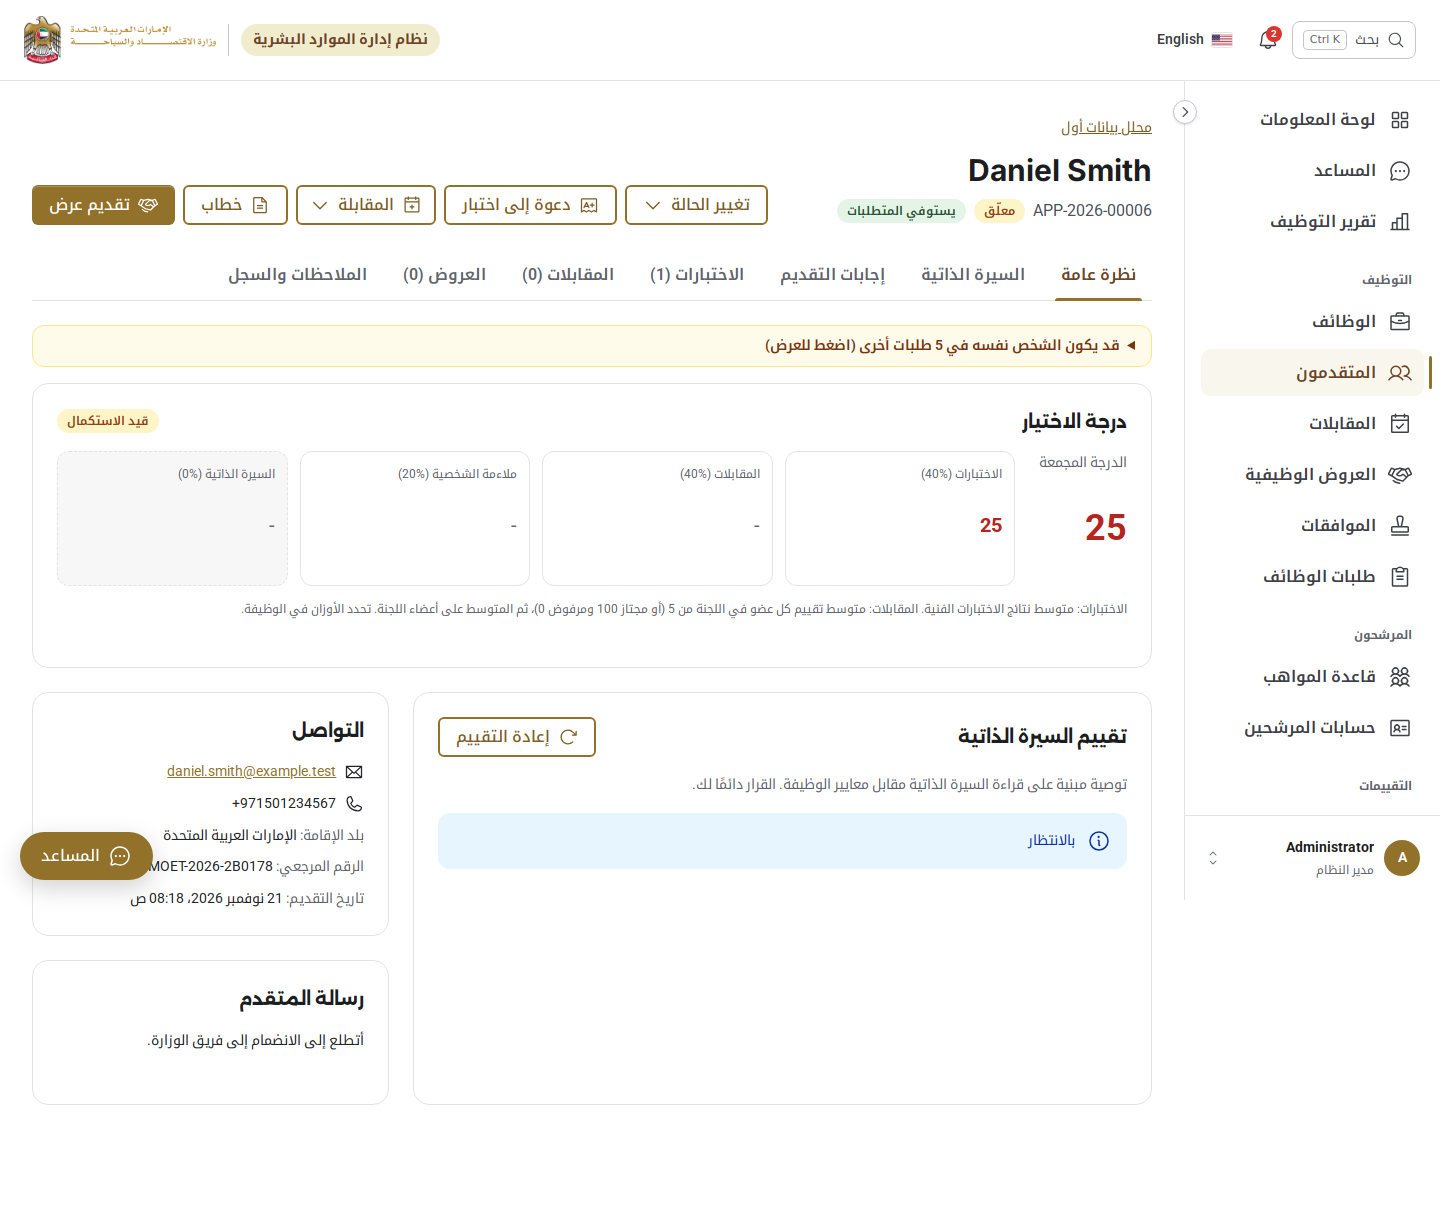 الإمارات العربية المتحدة
وزارة الاقتصاد والسياحة
نظام إدارة الموارد البشرية
English
2
بحث
Ctrl K
لوحة المعلومات
المساعد
تقرير التوظيف
التوظيف
الوظائف
المتقدمون
المقابلات
العروض الوظيفية
الموافقات
طلبات الوظائف
المرشحون
قاعدة المواهب
حسابات المرشحين
التقييمات
A
Administrator
مدير النظام
محلل بيانات أول
Daniel Smith
APP-2026-00006
معلّق
يستوفي المتطلبات
تغيير الحالة
دعوة إلى اختبار
المقابلة
خطاب
تقديم عرض
نظرة عامة
السيرة الذاتية
إجابات التقديم
الاختبارات (1)
المقابلات (0)
العروض (0)
الملاحظات والسجل
قد يكون الشخص نفسه في 5 طلبات أخرى (اضغط للعرض)
درجة الاختيار
قيد الاستكمال
الدرجة المجمعة
25
الاختبارات (40%)
25
المقابلات (40%)
-
ملاءمة الشخصية (20%)
-
السيرة الذاتية (0%)
-
الاختبارات: متوسط نتائج الاختبارات الفنية. المقابلات: متوسط تقييم كل عضو في اللجنة من 5 (أو مجتاز 100 ومرفوض 0)، ثم المتوسط على أعضاء اللجنة. تحدد الأوزان في الوظيفة.
تقييم السيرة الذاتية
إعادة التقييم
توصية مبنية على قراءة السيرة الذاتية مقابل معايير الوظيفة. القرار دائمًا لك.
بالانتظار
التواصل
daniel.smith@example.test
+971501234567
بلد الإقامة: الإمارات العربية المتحدة
الرقم المرجعي: MOET-2026-2B0178
تاريخ التقديم: 21 نوفمبر 2026، 08:18 ص
المساعد
رسالة المتقدم
أتطلع إلى الانضمام إلى فريق الوزارة.